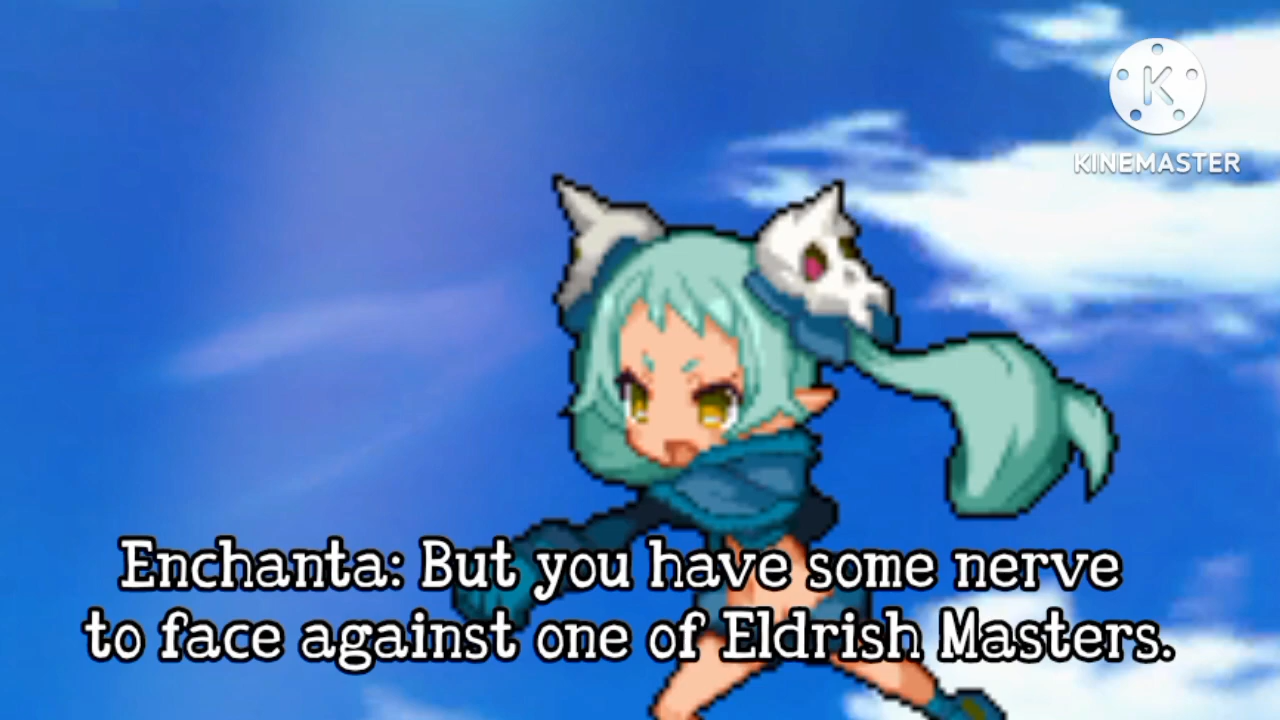 K
KINEMASTER
Enchanta: But you have some nerve
to face against one of Eldrish Masters.